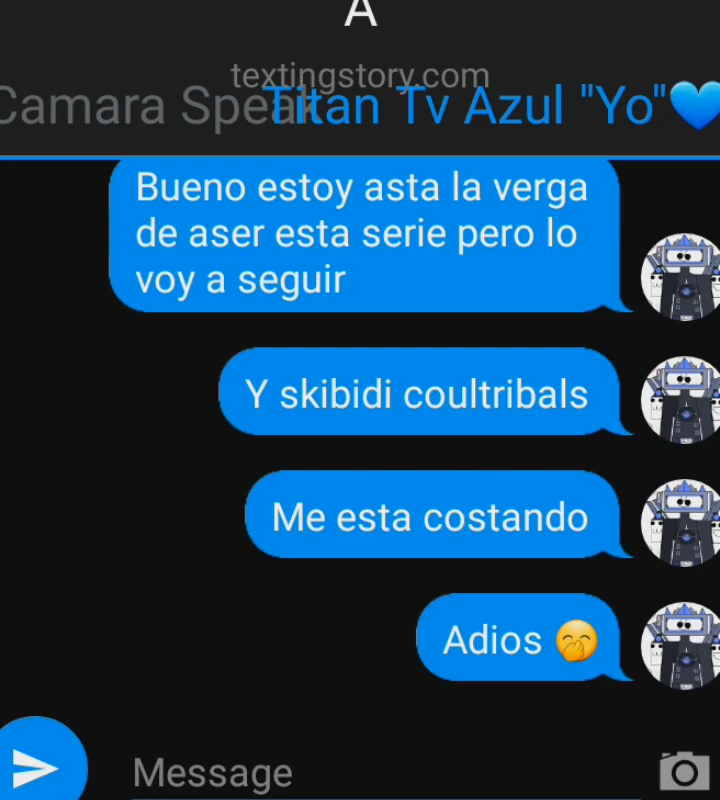 A
textingstory.com
Camara Speak
Titan Tv Azul "Yo"💙
Bueno estoy asta la verga
de aser esta serie pero lo
voy a seguir
Y skibidi coultribals
Me esta costando
Adios 🤭
Message